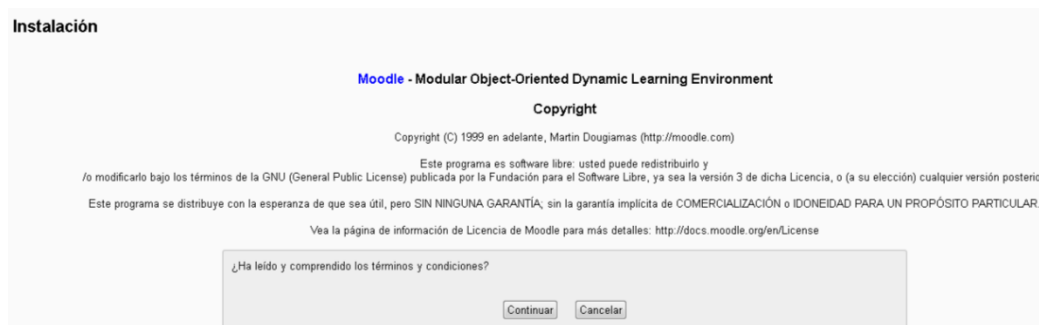 Instalación
Moodle - Modular Object-Oriented Dynamic Learning Environment
Copyright
Copyright (C) 1999 en adelante, Martin Dougiamas (http://moodle.com)
Este programa es software libre: usted puede redistribuirlo y
/o modificarlo bajo los términos de la GNU (General Public License) publicada por la Fundación para el Software Libre, ya sea la versión 3 de dicha Licencia, o (a su elección) cualquier versión posterio
Este programa se distribuye con la esperanza de que sea útil, pero SIN NINGUNA GARANTÍA; sin la garantía implícita de COMERCIALIZACIÓN o IDONEIDAD PARA UN PROPÓSITO PARTICULAR.
Vea la página de información de Licencia de Moodle para más detalles: http://docs.moodle.org/en/License
¿Ha leído y comprendido los términos y condiciones?
Continuar Cancelar